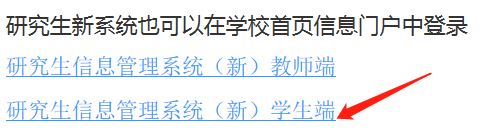 研究生新系统也可以在学校首页信息门户中登录
研究生信息管理系统（新）教师端
研究生信息管理系统（新）学生端